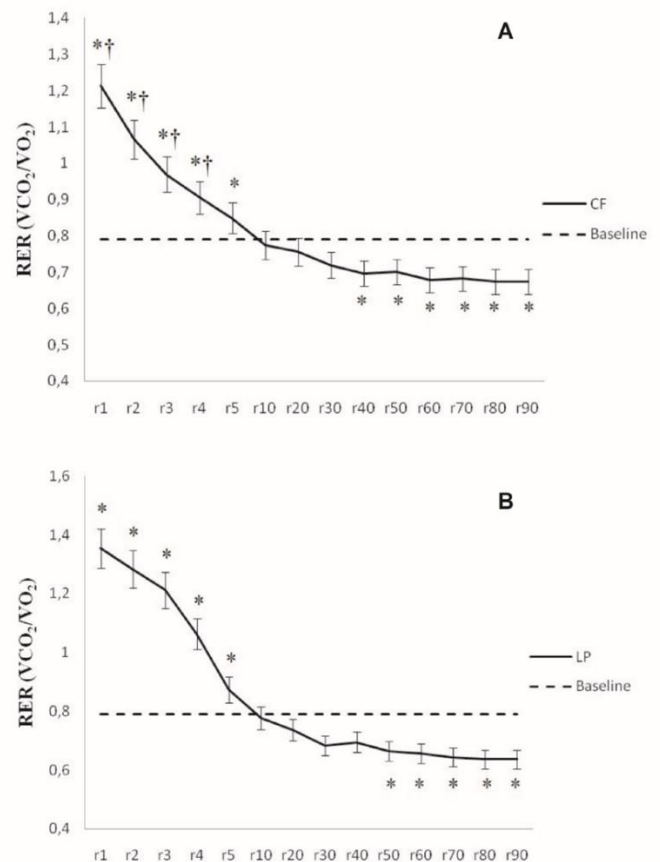 A
RER (VCO₂/VO₂)
1,4
1,3
1,2
1,1
1
0,9
0,8
0,7
0,6
0,5
0,4
*† *† *† *† *
* * * * * *
CF
Baseline
r1 r2 r3 r4 r5 r10 r20 r30 r40 r50 r60 r70 r80 r90
B
RER (VCO₂/VO₂)
1,6
1,4
1,2
1
0,8
0,6
0,4
* * * * *
* * * * *
LP
Baseline
r1 r2 r3 r4 r5 r10 r20 r30 r40 r50 r60 r70 r80 r90